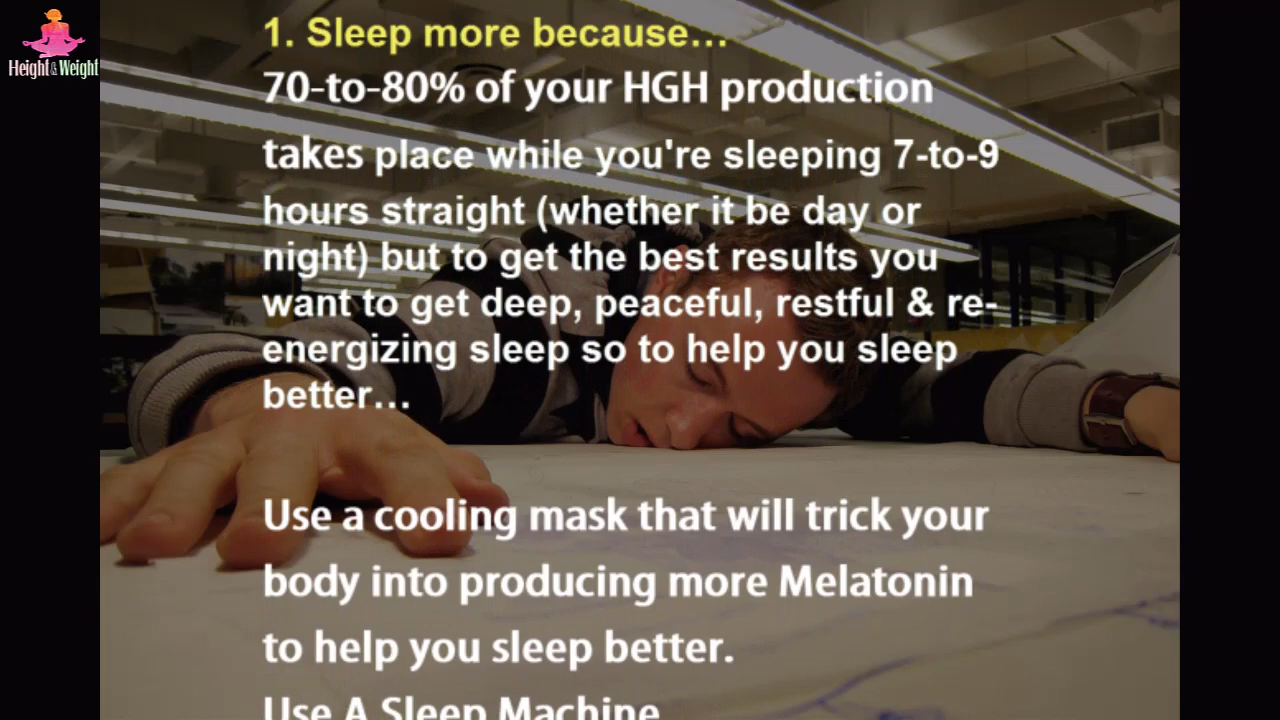 Height & Weight
1. Sleep more because...
70-to-80% of your HGH production
takes place while you're sleeping 7-to-9
hours straight (whether it be day or
night) but to get the best results you
want to get deep, peaceful, restful & re-
energizing sleep so to help you sleep
better...
Use a cooling mask that will trick your
body into producing more Melatonin
to help you sleep better.
Use A Sleep Machine